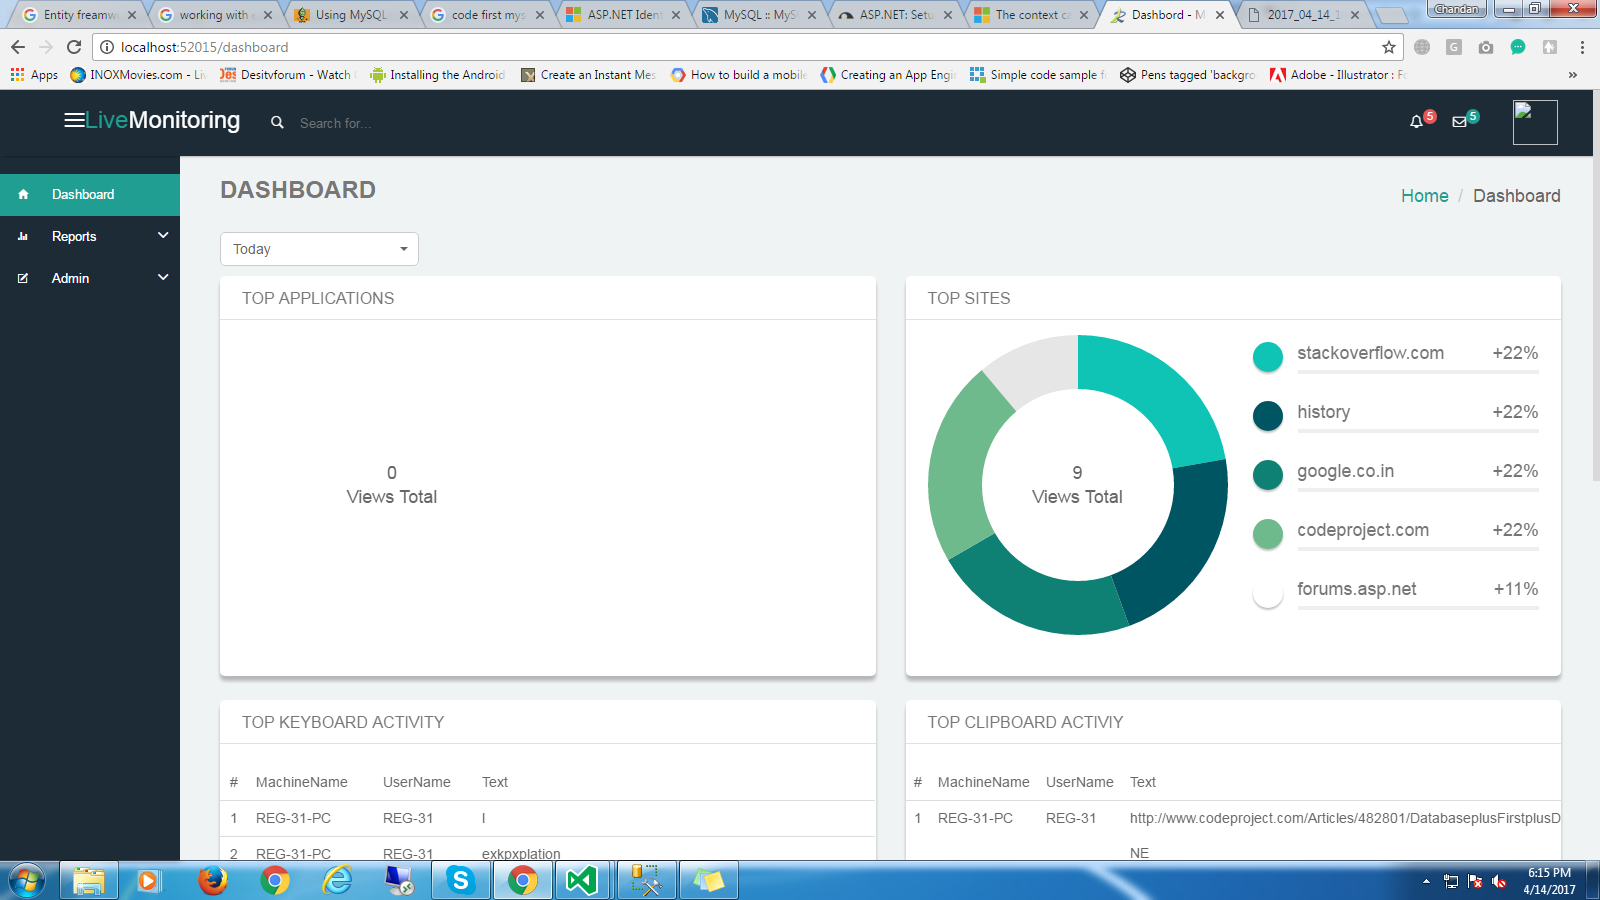 Entity freamw
working with e
Using MySQL
code first mys
ASP.NET Ident
MySQL :: MyS
ASP.NET: Setu
The context ca
Dashbord - M
2017_04_14_1
Chandan
localhost:52015/dashboard
Apps
INOXMovies.com - Liv
Desitvforum - Watch
Installing the Android
Create an Instant Mes
How to build a mobile
Creating an App Engi
Simple code sample f
Pens tagged 'backgro
Adobe - Illustrator : Fo
»
LiveMonitoring
Search for...
5
5
Dashboard
Reports
Admin
DASHBOARD
Home / Dashboard
Today
TOP APPLICATIONS
0
Views Total
TOP SITES
9
Views Total
stackoverflow.com +22%
history +22%
google.co.in +22%
codeproject.com +22%
forums.asp.net +11%
TOP KEYBOARD ACTIVITY
# MachineName UserName Text
1 REG-31-PC REG-31 l
2 REG-31-PC REG-31 exkpxplation
TOP CLIPBOARD ACTIVIY
# MachineName UserName Text
1 REG-31-PC REG-31 http://www.codeproject.com/Articles/482801/DatabaseplusFirstplusD
NE
6:15 PM
4/14/2017